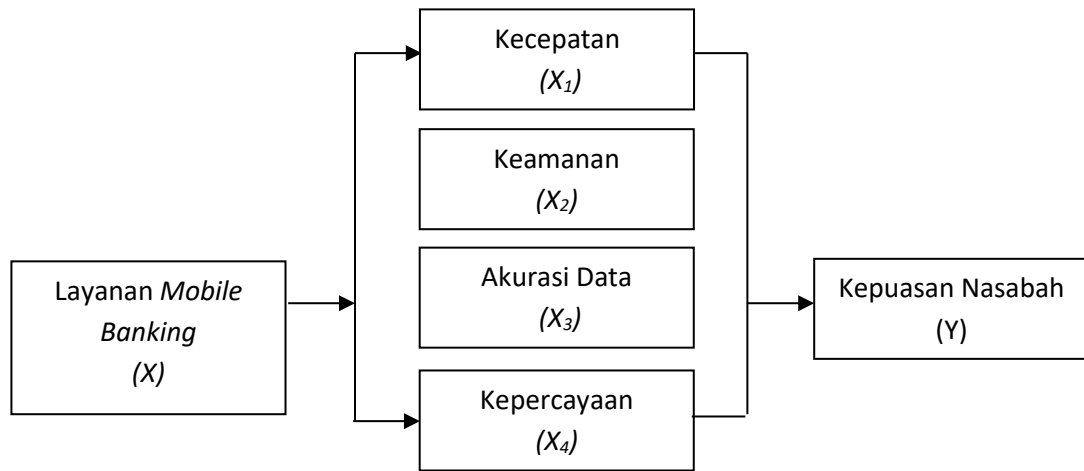 Kecepatan
(X₁)
Keamanan
(X₂)
Layanan Mobile
Banking
(X)
Akurasi Data
(X₃)
Kepuasan Nasabah
(Y)
Kepercayaan
(X₄)